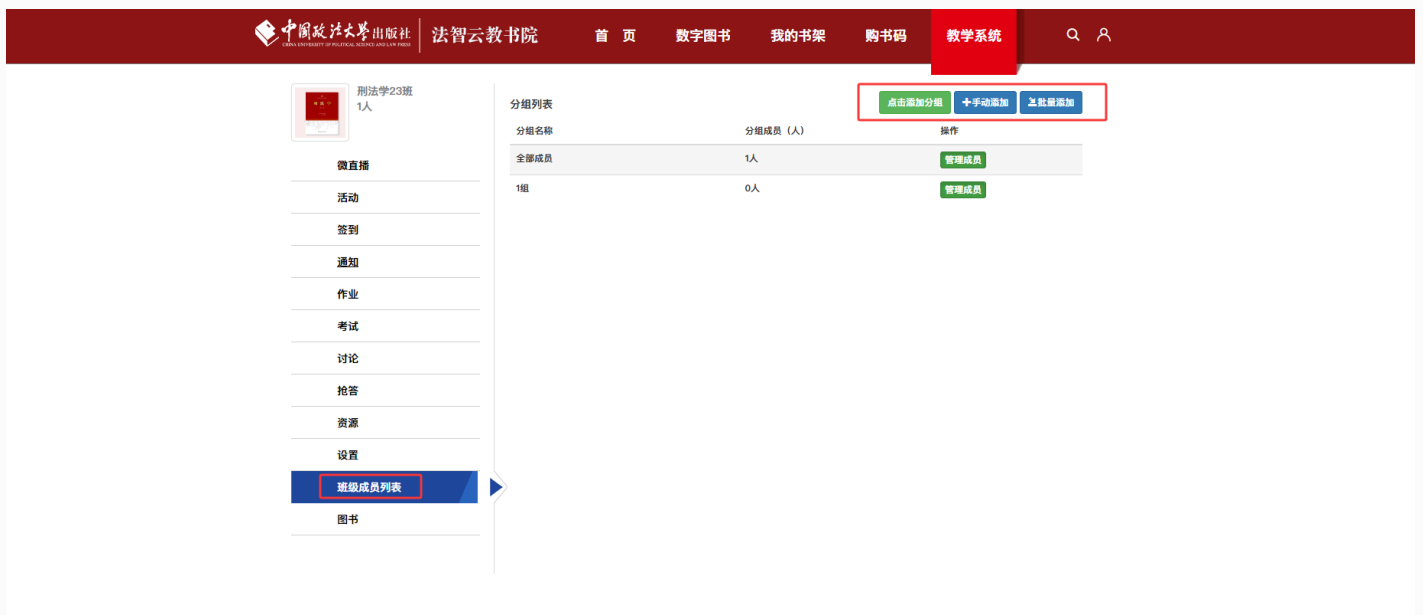 中国政法大学出版社 法智云教书院 首 页 数字图书 我的书架 购书码 教学系统
CHINA UNIVERSITY OF POLITICAL SCIENCE AND LAW PRESS
刑法学23班
1人
微直播
活动
签到
通知
作业
考试
讨论
抢答
资源
设置
班级成员列表
图书
分组列表 点击添加分组 手动添加 批量添加
分组名称 分组成员（人） 操作
全部成员 1人 管理成员
1组 0人 管理成员